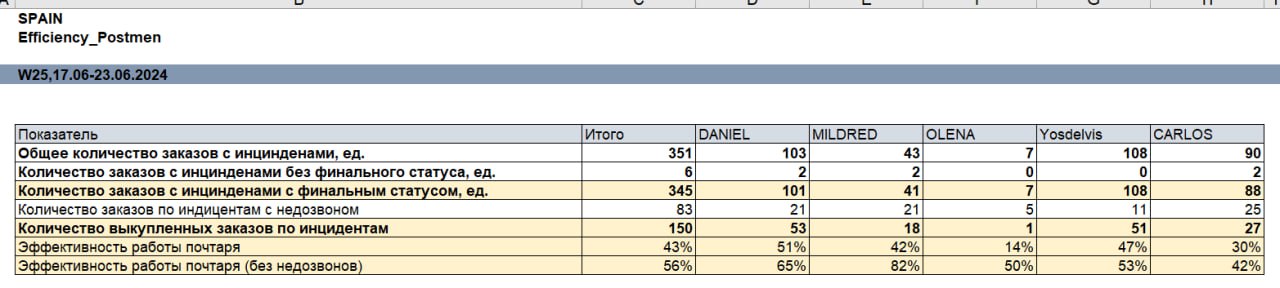 SPAIN
Efficiency_Postmen
W25,17.06-23.06.2024
Показатель Итого DANIEL MILDRED OLENA Yosdelvis CARLOS
Общее количество заказов с инцинденами, ед. 351 103 43 7 108 90
Количество заказов с инцинденами без финального статуса, ед. 6 2 2 0 0 2
Количество заказов с инцинденами с финальным статусом, ед. 345 101 41 7 108 88
Количество заказов по индицентам с недозвоном 83 21 21 5 11 25
Количество выкупленных заказов по инцидентам 150 53 18 1 51 27
Эффективность работы почтаря 43% 51% 42% 14% 47% 30%
Эффективность работы почтаря (без недозвонов) 56% 65% 82% 50% 53% 42%